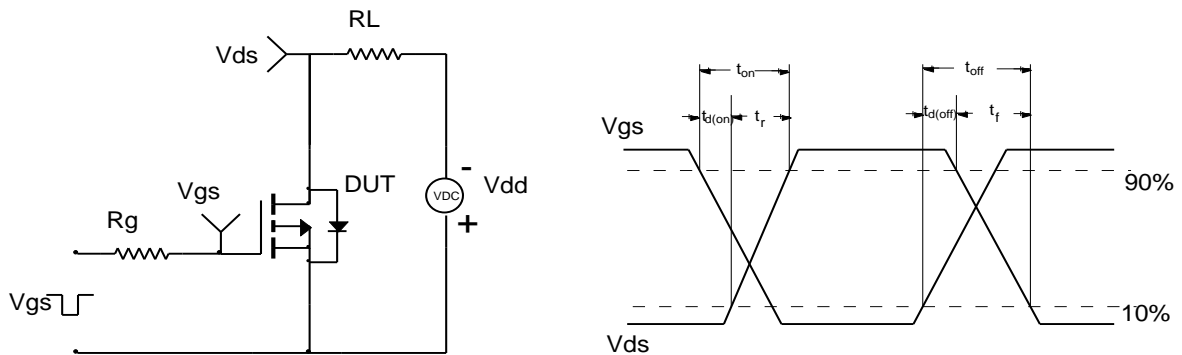 RL
Vds
Vgs
DUT
VDC
-
+
Vdd
Rg
Vgs
ton
toff
td(on)
tr
td(off)
tf
Vgs
90%
10%
Vds